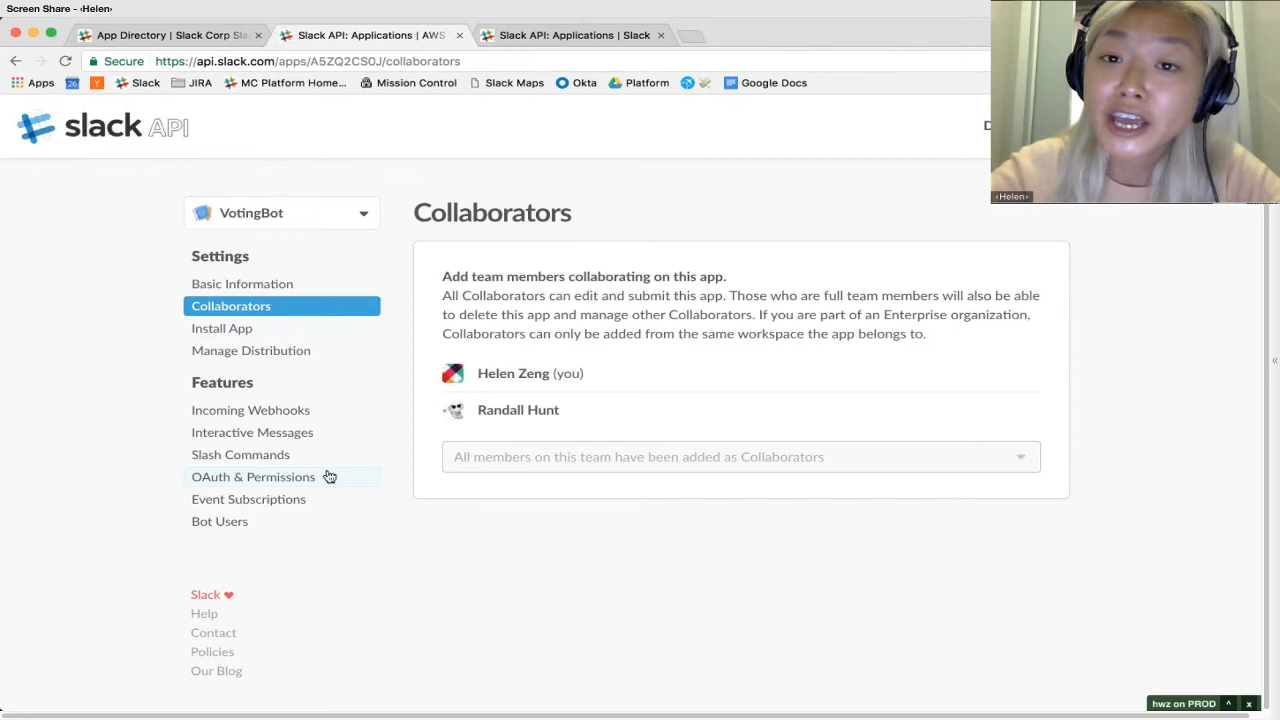 Screen Share - ‹Helen›
App Directory | Slack Corp Sla
Slack API: Applications | AWS
Slack API: Applications | Slack
Secure
https://api.slack.com/apps/A5ZQ2CS0J/collaborators
Apps
26
Y
Slack
JIRA
MC Platform Home...
Mission Control
Slack Maps
Okta
Platform
Google Docs
slack API
D
‹Helen›
VotingBot
Settings
Basic Information
Collaborators
Install App
Manage Distribution
Features
Incoming Webhooks
Interactive Messages
Slash Commands
OAuth & Permissions
Event Subscriptions
Bot Users
Slack ♥
Help
Contact
Policies
Our Blog
Collaborators
Add team members collaborating on this app.
All Collaborators can edit and submit this app. Those who are full team members will also be able
to delete this app and manage other Collaborators. If you are part of an Enterprise organization,
Collaborators can only be added from the same workspace the app belongs to.
Helen Zeng (you)
Randall Hunt
All members on this team have been added as Collaborators
hwz on PROD ^ x